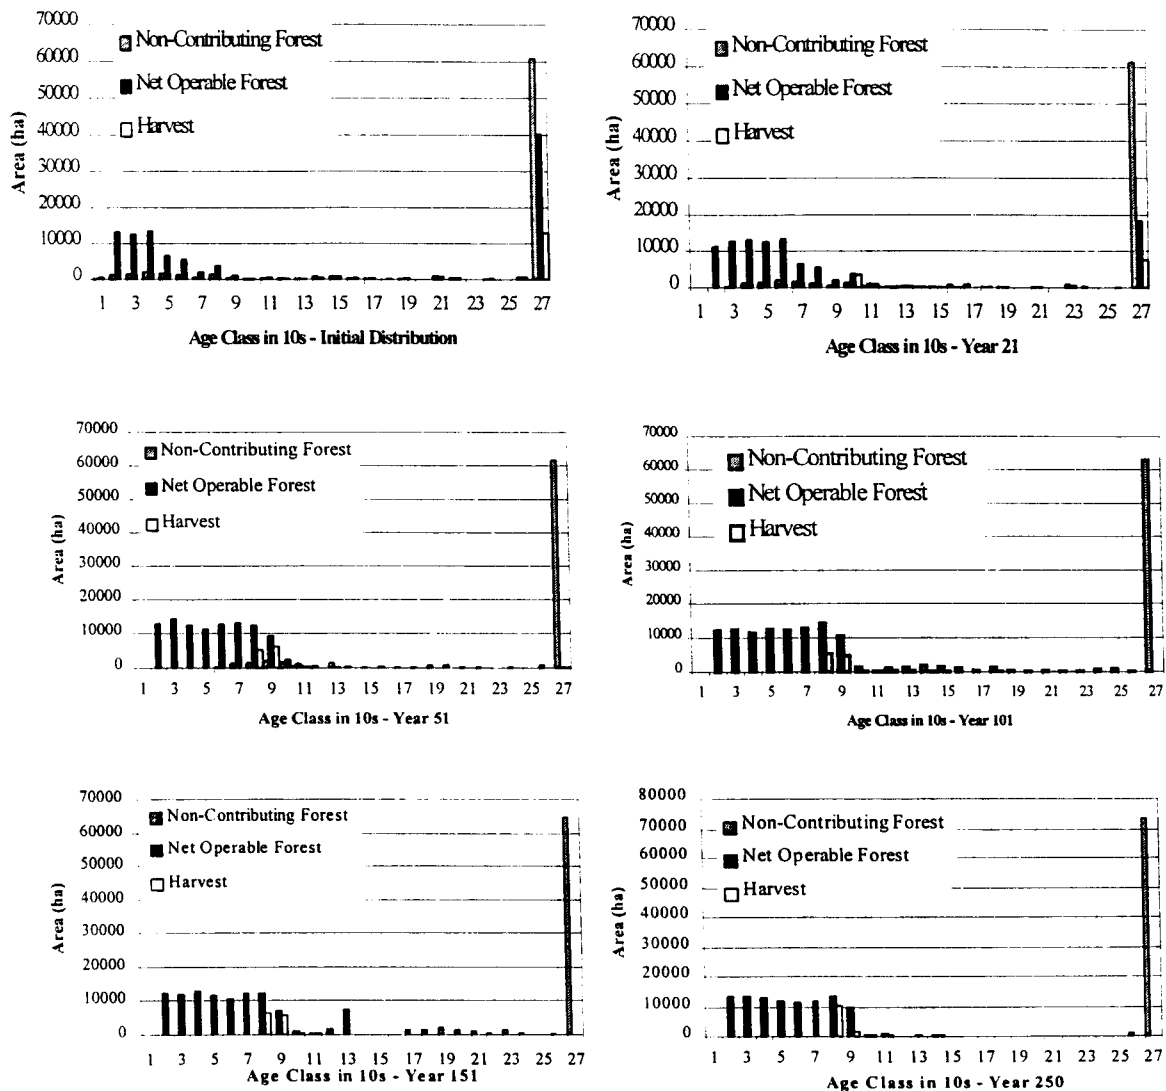 70000
60000
50000
40000
30000
20000
10000
0
Area (ha)
Non-Contributing Forest
Net Operable Forest
Harvest
1 3 5 7 9 11 13 15 17 19 21 23 25 27
Age Class in 10s - Initial Distribution
70000
60000
50000
40000
30000
20000
10000
0
Area (ha)
Non-Contributing Forest
Net Operable Forest
Harvest
1 3 5 7 9 11 13 15 17 19 21 23 25 27
Age Class in 10s - Year 21
70000
60000
50000
40000
30000
20000
10000
0
Area (ha)
Non-Contributing Forest
Net Operable Forest
Harvest
1 3 5 7 9 11 13 15 17 19 21 23 25 27
Age Class in 10s - Year 51
70000
60000
50000
40000
30000
20000
10000
0
Area (ha)
Non-Contributing Forest
Net Operable Forest
Harvest
1 3 5 7 9 11 13 15 17 19 21 23 25 27
Age Class in 10s - Year 101
70000
60000
50000
40000
30000
20000
10000
0
Area (ha)
Non-Contributing Forest
Net Operable Forest
Harvest
1 3 5 7 9 11 13 15 17 19 21 23 25 27
Age Class in 10s - Year 151
80000
70000
60000
50000
40000
30000
20000
10000
0
Area (ha)
Non-Contributing Forest
Net Operable Forest
Harvest
1 3 5 7 9 11 13 15 17 19 21 23 25 27
Age Class in 10s - Year 250